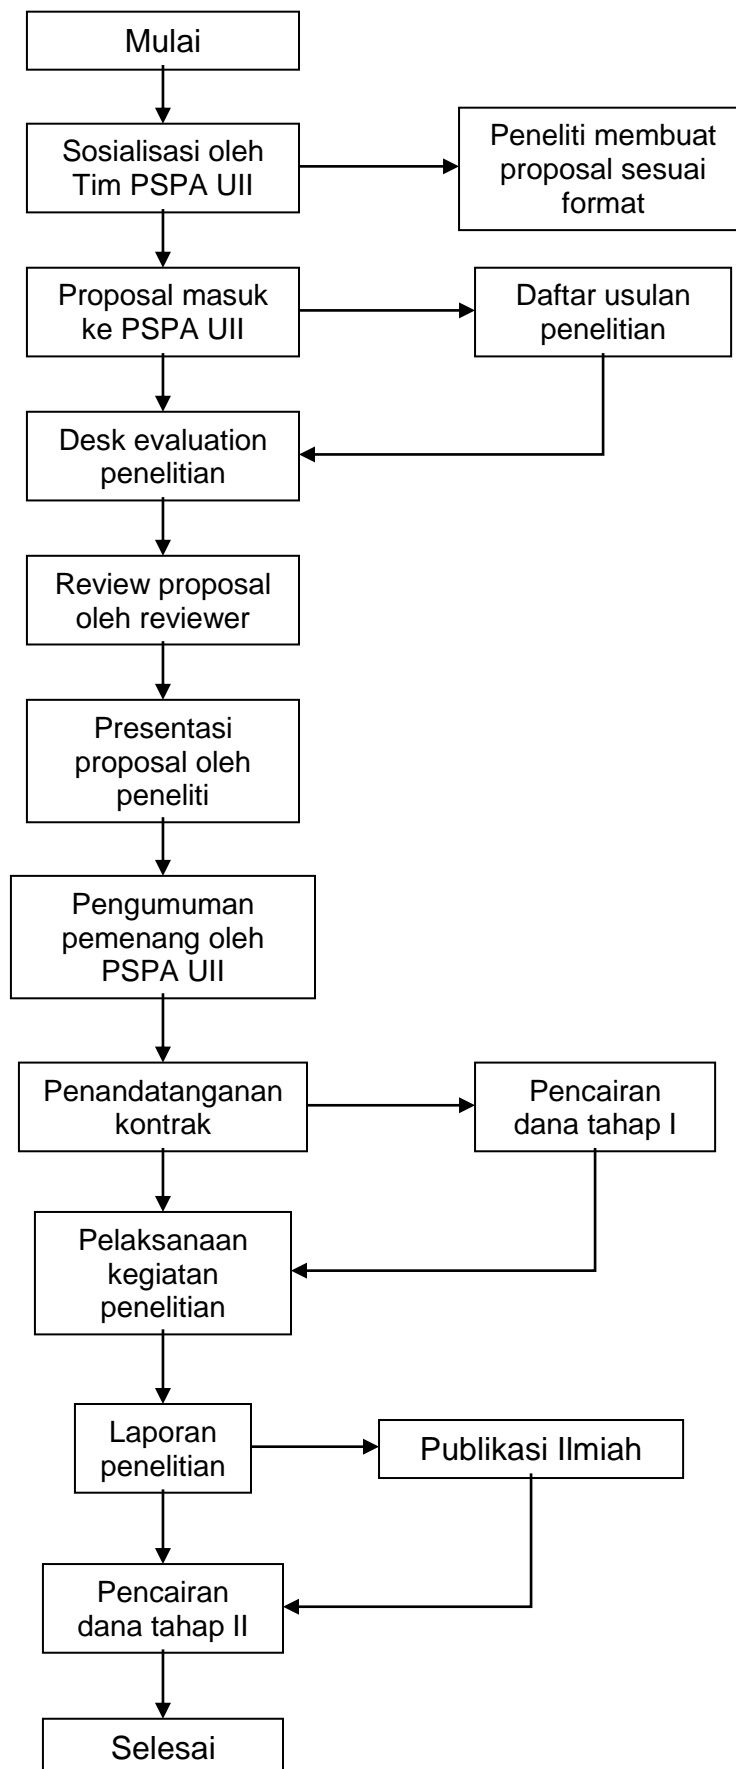 Mulai
Sosialisasi oleh
Tim PSPA UII
Peneliti membuat
proposal sesuai
format
Proposal masuk
ke PSPA UII
Daftar usulan
penelitian
Desk evaluation
penelitian
Review proposal
oleh reviewer
Presentasi
proposal oleh
peneliti
Pengumuman
pemenang oleh
PSPA UII
Penandatanganan
kontrak
Pencairan
dana tahap I
Pelaksanaan
kegiatan
penelitian
Laporan
penelitian
Publikasi Ilmiah
Pencairan
dana tahap II
Selesai